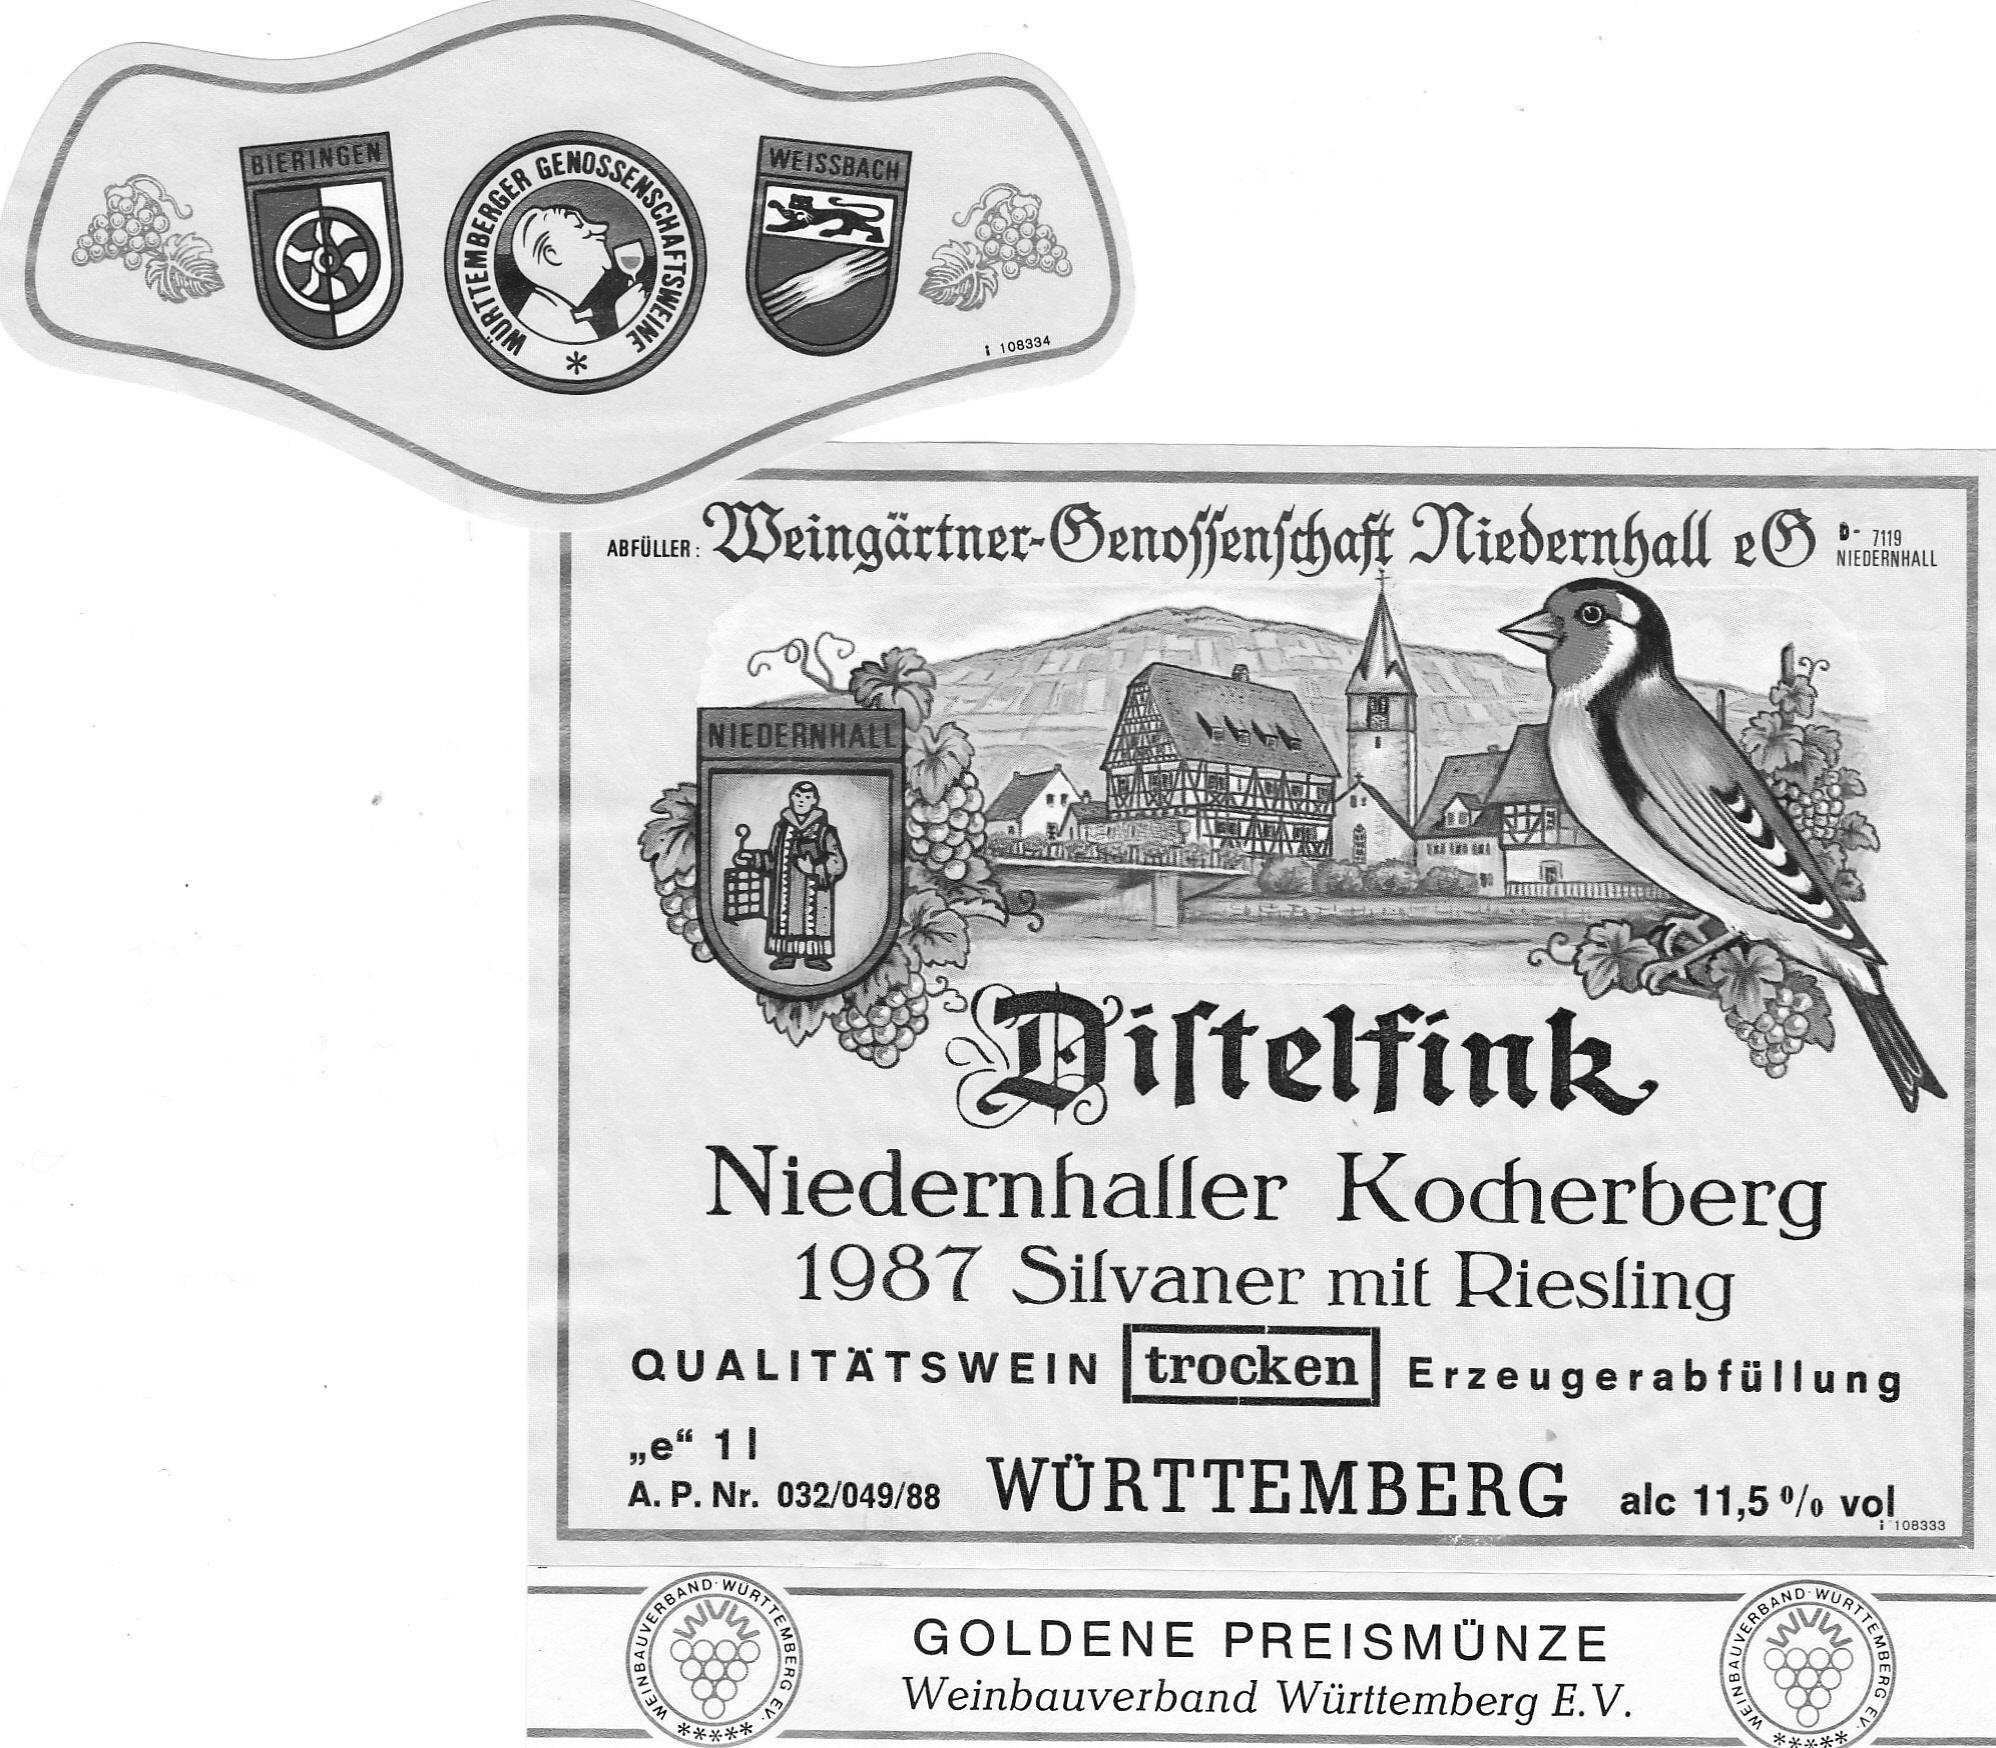 BIERINGEN
WÜRTTEMBERGER GENOSSENSCHAFTSWEINE
*
WEISSBACH
i 108334
ABFÜLLER: Weingärtner-Genoſſenſchaft Niedernhall eG D- 7119
NIEDERNHALL
NIEDERNHALL
Diſtelfink
Niedernhaller Kocherberg
1987 Silvaner mit Riesling
QUALITÄTSWEIN trocken Erzeugerabfüllung
„e“ 1 l
A. P. Nr. 032/049/88 WÜRTTEMBERG alc 11,5 % vol
i 108333
WEINBAUVERBAND·WÜRTTEMBERG EV.
WVW
*****
GOLDENE PREISMÜNZE
Weinbauverband Württemberg E.V.
WEINBAUVERBAND·WÜRTTEMBERG EV.
WVW
*****